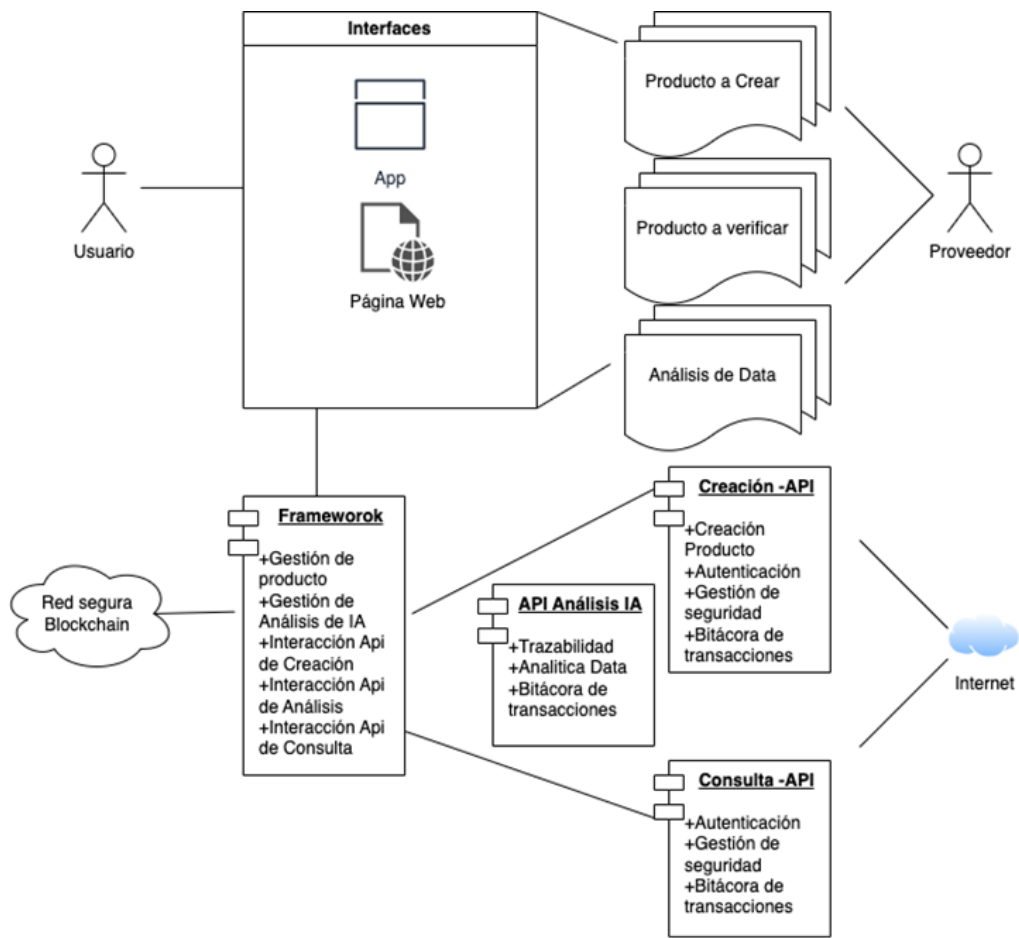 Interfaces
App
Página Web
Usuario
Producto a Crear
Producto a verificar
Análisis de Data
Proveedor
Red segura
Blockchain
Frameworok
+Gestión de
producto
+Gestión de
Análisis de IA
+Interacción Api
de Creación
+Interacción Api
de Análisis
+Interacción Api
de Consulta
API Análisis IA
+Trazabilidad
+Analitica Data
+Bitácora de
transacciones
Creación -API
+Creación
Producto
+Autenticación
+Gestión de
seguridad
+Bitácora de
transacciones
Internet
Consulta -API
+Autenticación
+Gestión de
seguridad
+Bitácora de
transacciones